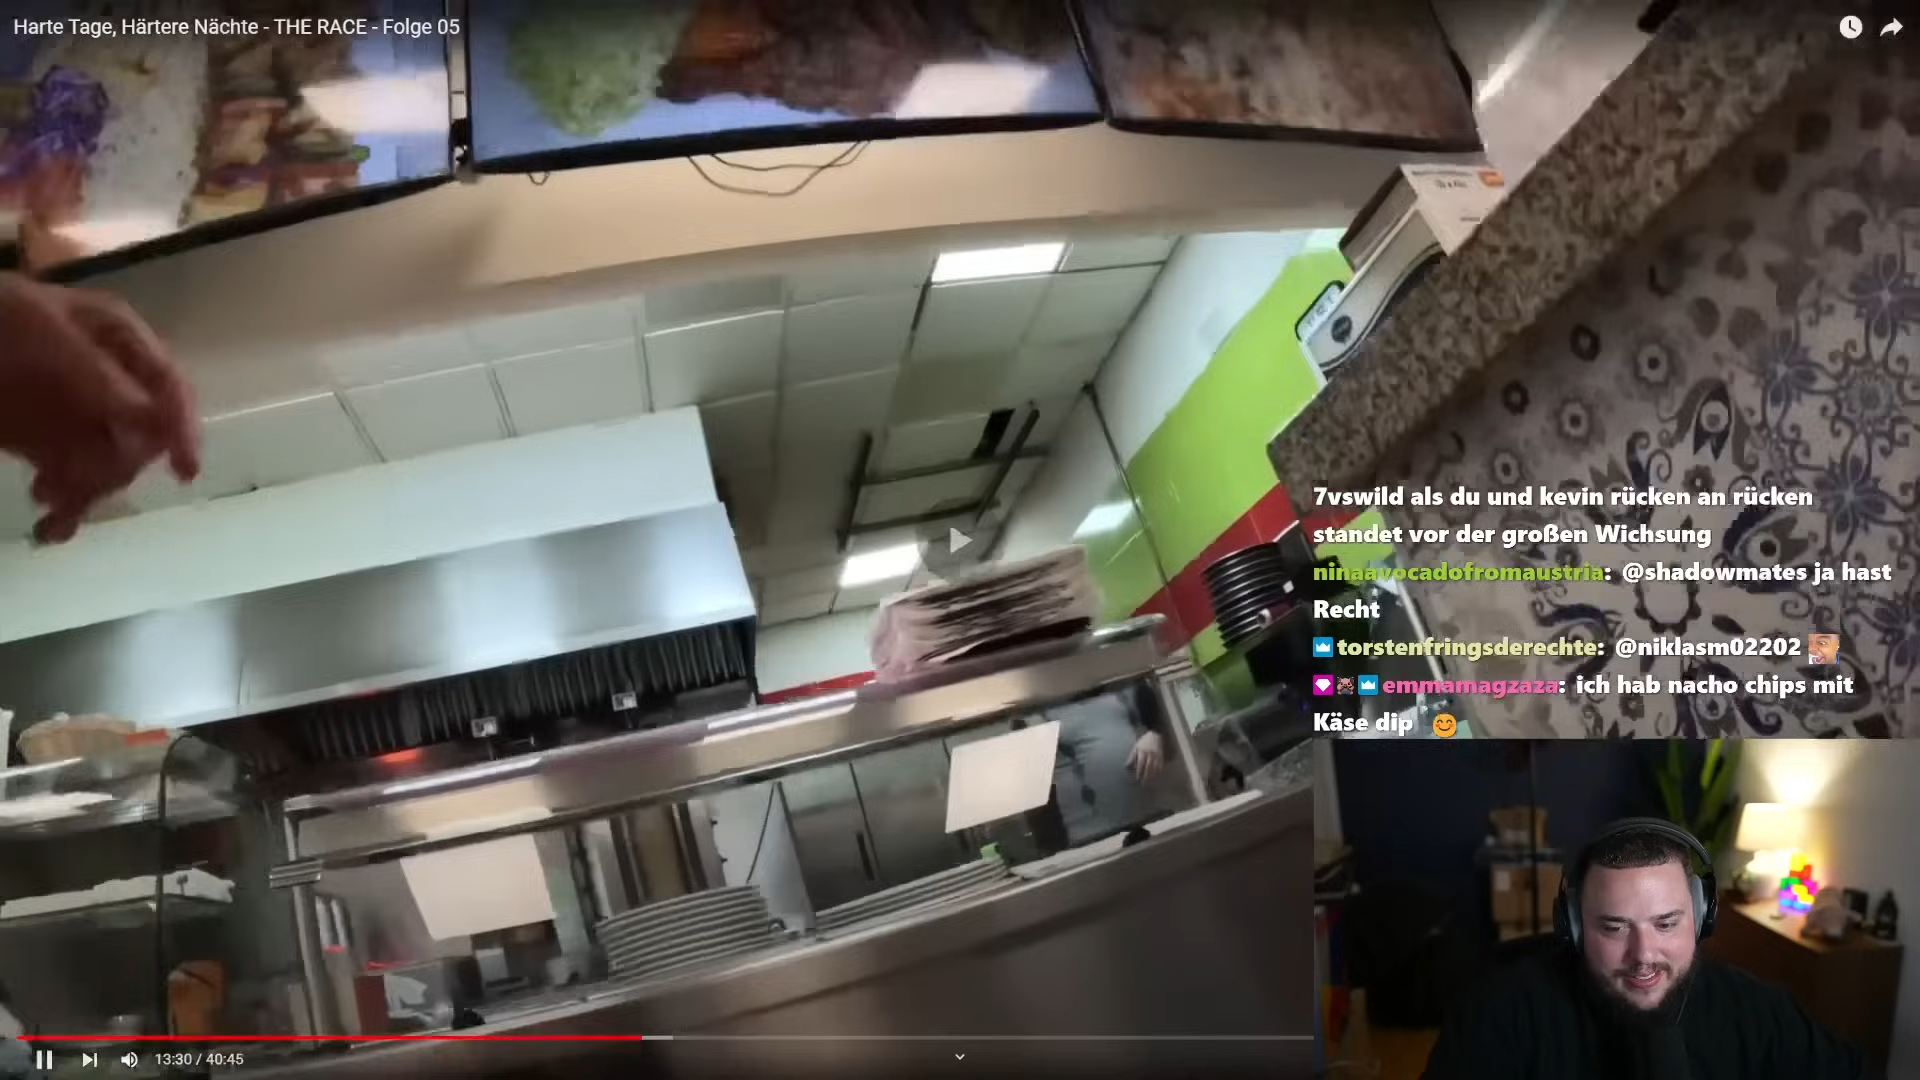 Harte Tage, Härtere Nächte - THE RACE - Folge 05
7vswild als du und kevin rücken an rücken
standet vor der großen Wichsung
ninaavocadofromaustria: @shadowmates ja hast
Recht
torstenfringsderechte: @niklasm02202
emmamagzaza: ich hab nacho chips mit
Käse dip
13:30 / 40:45